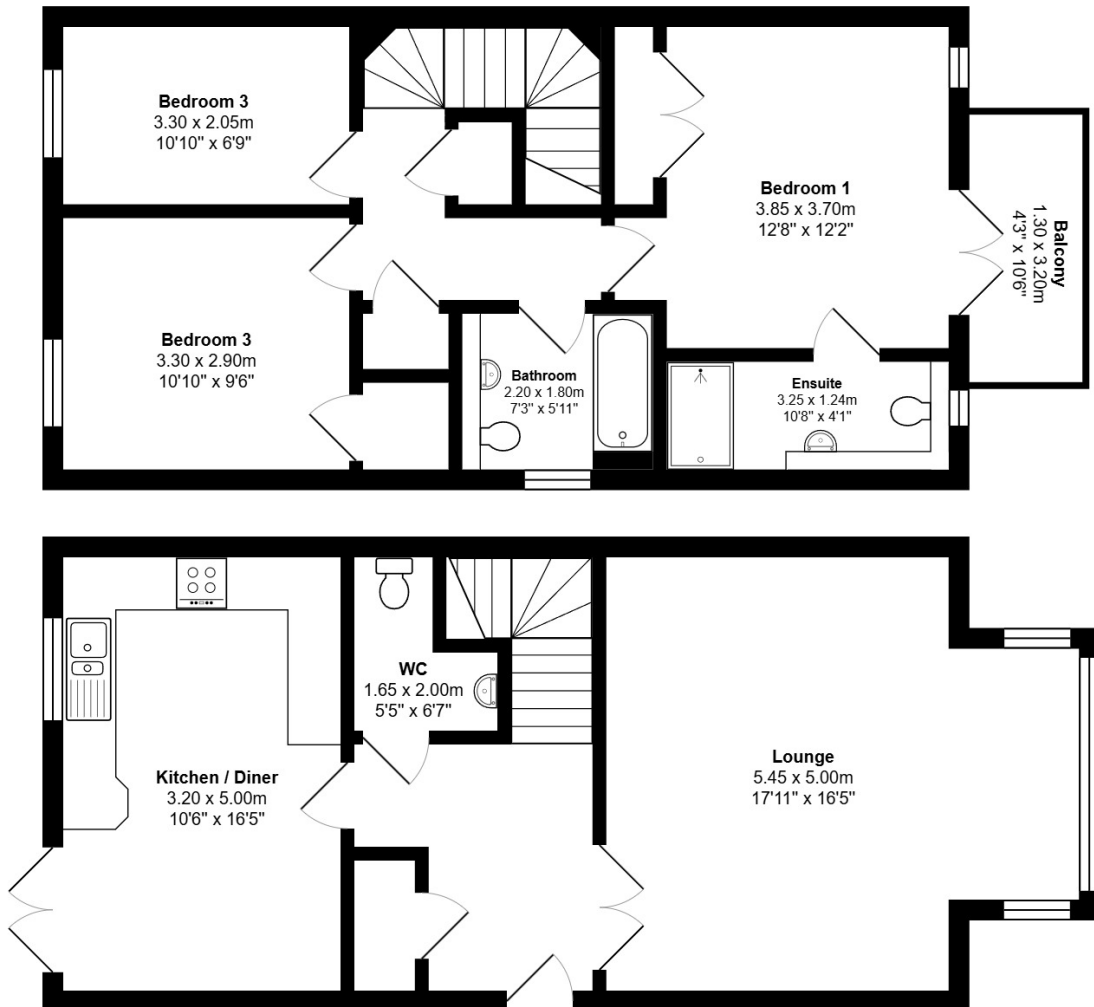 Bedroom 3
3.30 x 2.05m
10'10" x 6'9"
Bedroom 1
3.85 x 3.70m
12'8" x 12'2"
Balcony
1.30 x 3.20m
4'3" x 10'6"
Bedroom 3
3.30 x 2.90m
10'10" x 9'6"
Bathroom
2.20 x 1.80m
7'3" x 5'11"
Ensuite
3.25 x 1.24m
10'8" x 4'1"
WC
1.65 x 2.00m
5'5" x 6'7"
Kitchen / Diner
3.20 x 5.00m
10'6" x 16'5"
Lounge
5.45 x 5.00m
17'11" x 16'5"